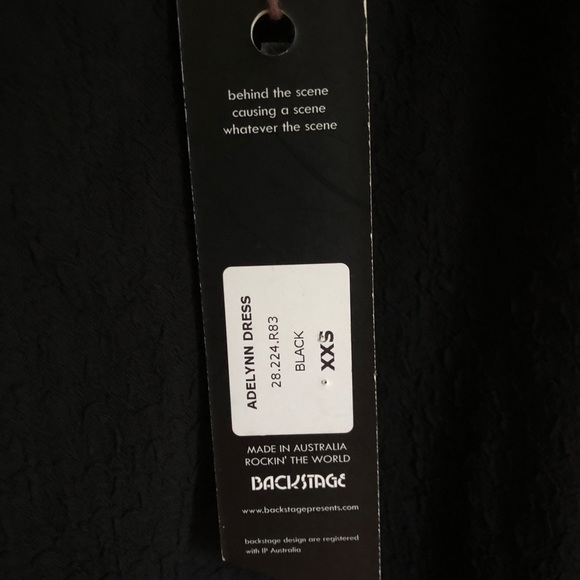 behind the scene
causing a scene
whatever the scene
ADELYNN DRESS
28.224.R83
BLACK
XXS
MADE IN AUSTRALIA
ROCKIN' THE WORLD
BACKSTAGE
www.backstagepresents.com
backstage design are registered
with IP Australia